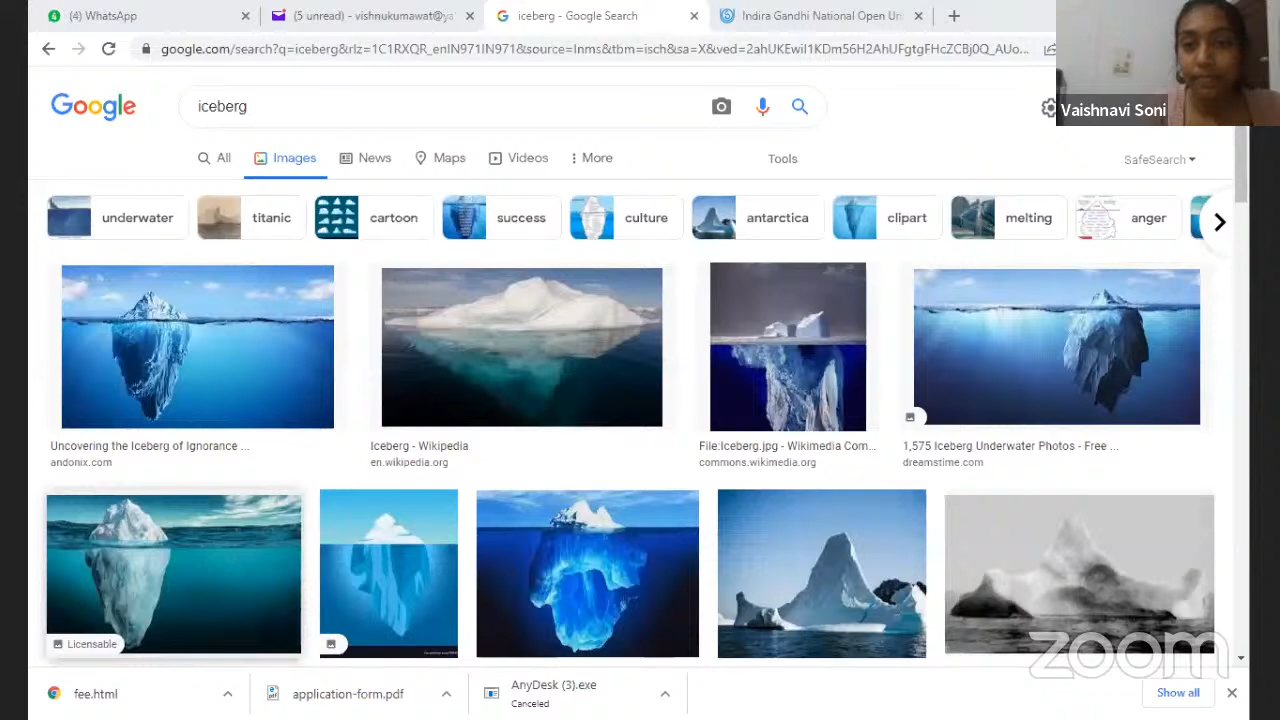 (4) WhatsApp
(5 unread) - vishnukumawat@ya
iceberg - Google Search
Indira Gandhi National Open Un
google.com/search?q=iceberg&rlz=1C1RXQR_enIN971IN971&source=lnms&tbm=isch&sa=X&ved=2ahUKEwil1KDm56H2AhUFgtgFHcZCBj0Q_AUo...
Vaishnavi Soni
Google
iceberg
All
Images
News
Maps
Videos
More
Tools
SafeSearch
underwater
titanic
cartoon
success
culture
antarctica
clipart
melting
anger
Uncovering the Iceberg of Ignorance ...
andonix.com
Iceberg - Wikipedia
en.wikipedia.org
File:Iceberg.jpg - Wikimedia Com...
commons.wikimedia.org
1,575 Iceberg Underwater Photos - Free ...
dreamstime.com
Licensable
zoom
fee.html
application-form.pdf
AnyDesk (3).exe
Canceled
Show all